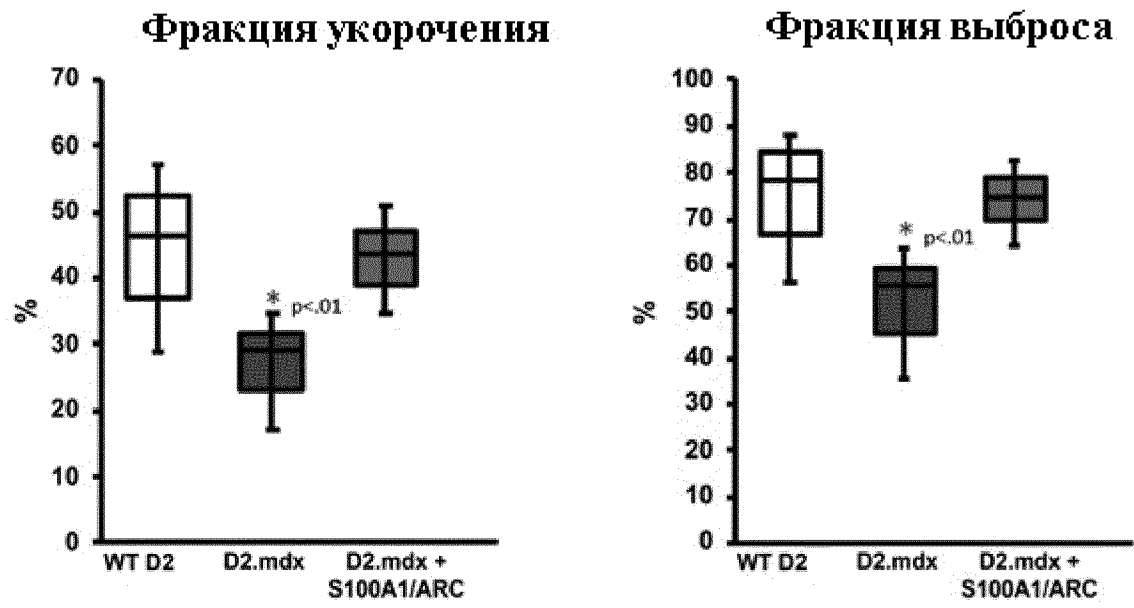 Фракция укорочения
70
60
50
40
30
20
10
0
%
* p<.01
WT D2
D2.mdx
D2.mdx +
S100A1/ARC
Фракция выброса
100
90
80
70
60
50
40
30
20
10
0
%
* p<.01
WT D2
D2.mdx
D2.mdx +
S100A1/ARC